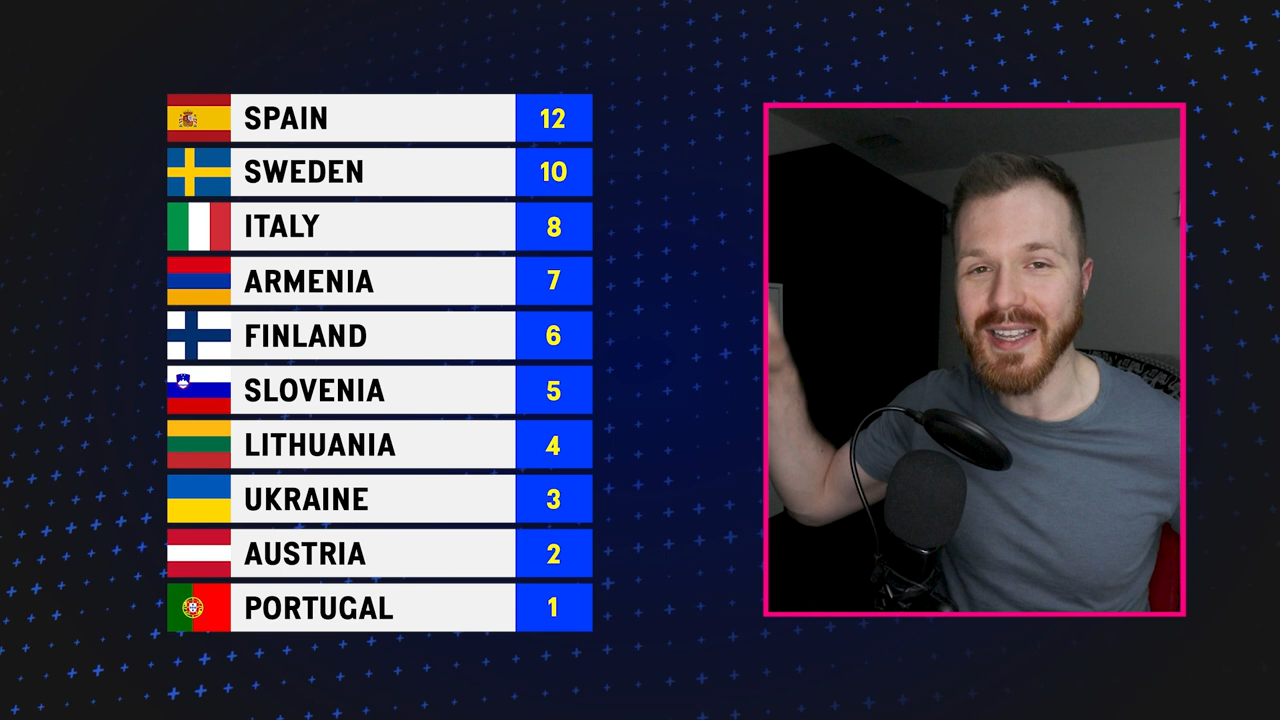 SPAIN 12
SWEDEN 10
ITALY 8
ARMENIA 7
FINLAND 6
SLOVENIA 5
LITHUANIA 4
UKRAINE 3
AUSTRIA 2
PORTUGAL 1